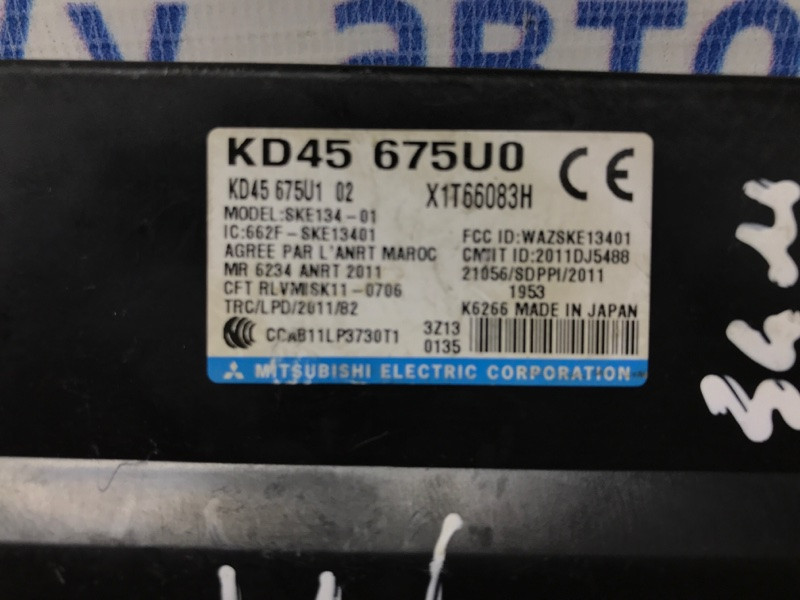 авто
KD45 675U0
KD45 675U1 02 X1T66083H
MODEL:SKE134-01
IC:662F-SKE13401 FCC ID:WAZSKE13401
AGREE PAR L'ANRT MAROC CMIIT ID:2011DJ5488
MR 6234 ANRT 2011 21056/SDPPI/2011
CFT RLVMISK11-0706 1953
TRC/LPD/2011/82 K6266 MADE IN JAPAN
CCAB11LP3730T1 3Z13
0135
MITSUBISHI ELECTRIC CORPORATION